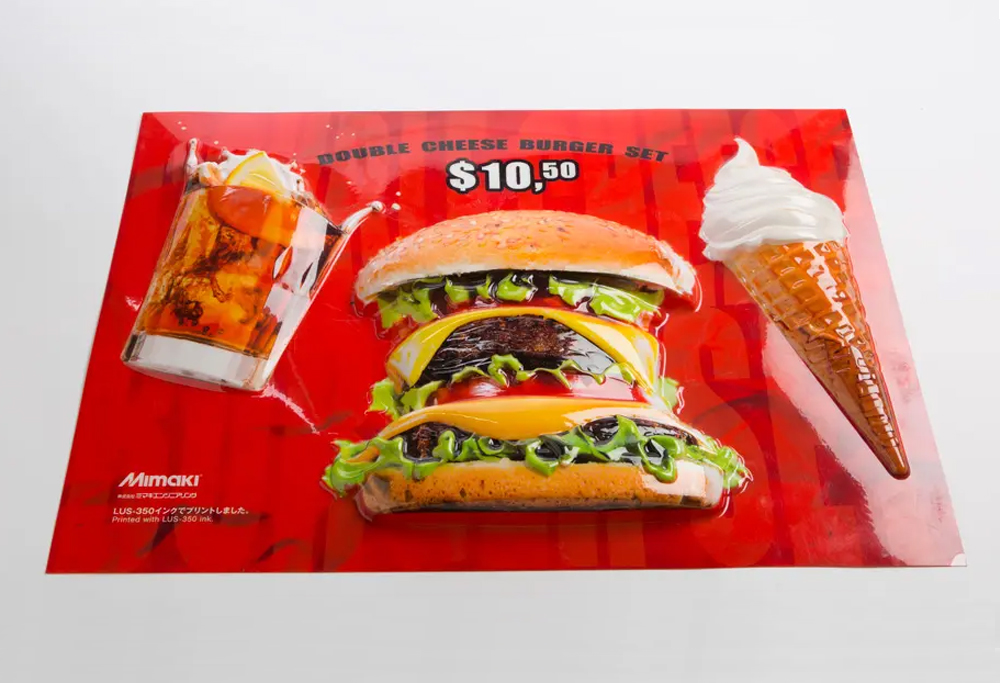 DOUBLE CHEESE BURGER SET
$10,50
Mimaki
株式会社 ミマキエンジニアリング
LUS-350インクでプリントしました。
Printed with LUS-350 ink.